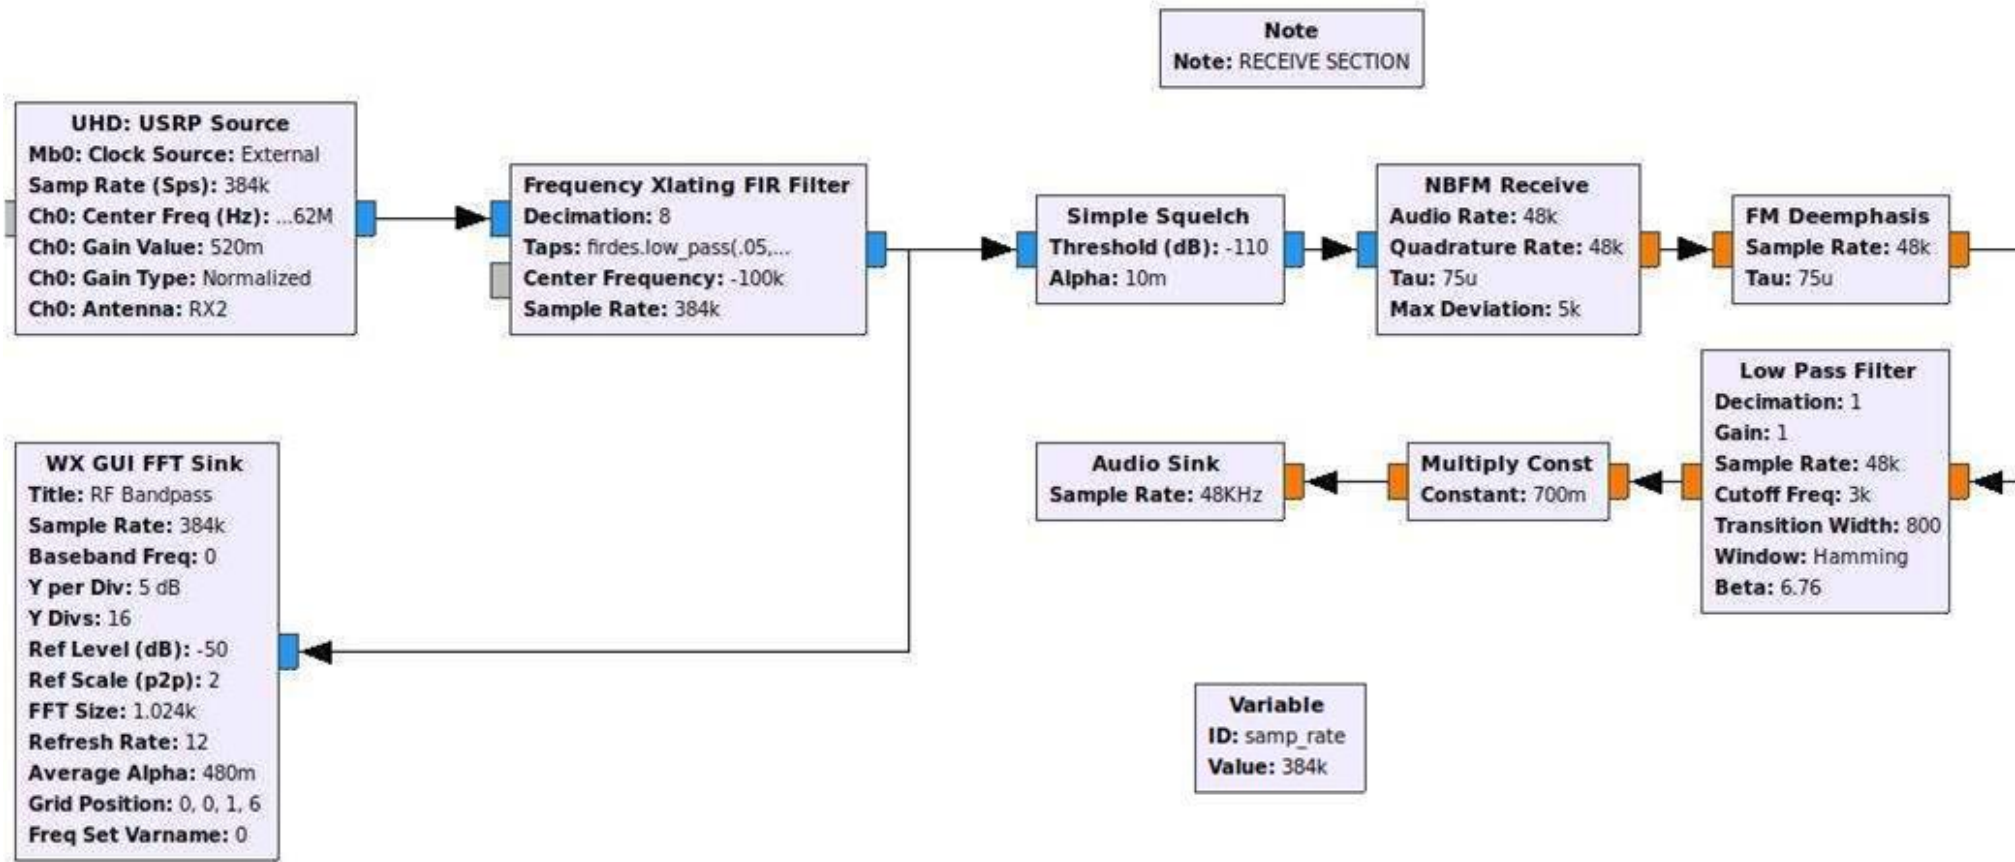 Note
Note: RECEIVE SECTION
UHD: USRP Source
Mb0: Clock Source: External
Samp Rate (Sps): 384k
Ch0: Center Freq (Hz): ...62M
Ch0: Gain Value: 520m
Ch0: Gain Type: Normalized
Ch0: Antenna: RX2
Frequency Xlating FIR Filter
Decimation: 8
Taps: firdes.low_pass(.05,...
Center Frequency: -100k
Sample Rate: 384k
Simple Squelch
Threshold (dB): -110
Alpha: 10m
NBFM Receive
Audio Rate: 48k
Quadrature Rate: 48k
Tau: 75u
Max Deviation: 5k
FM Deemphasis
Sample Rate: 48k
Tau: 75u
Low Pass Filter
Decimation: 1
Gain: 1
Sample Rate: 48k
Cutoff Freq: 3k
Transition Width: 800
Window: Hamming
Beta: 6.76
Multiply Const
Constant: 700m
Audio Sink
Sample Rate: 48KHz
WX GUI FFT Sink
Title: RF Bandpass
Sample Rate: 384k
Baseband Freq: 0
Y per Div: 5 dB
Y Divs: 16
Ref Level (dB): -50
Ref Scale (p2p): 2
FFT Size: 1.024k
Refresh Rate: 12
Average Alpha: 480m
Grid Position: 0, 0, 1, 6
Freq Set Varname: 0
Variable
ID: samp_rate
Value: 384k